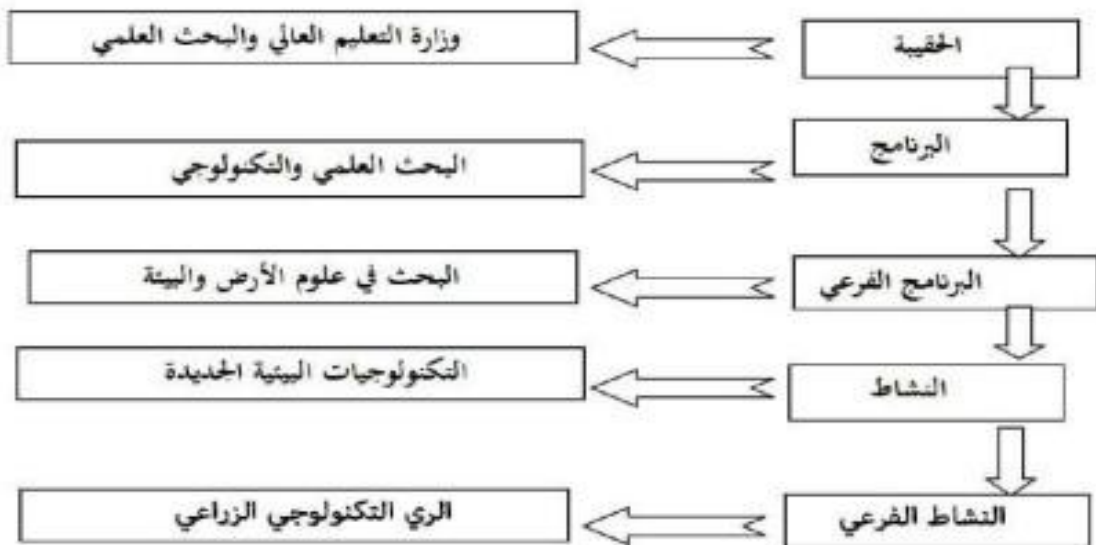 الحقيبة
وزارة التعليم العالي والبحث العلمي
البرنامج
البحث العلمي والتكنولوجي
البرنامج الفرعي
البحث في علوم الأرض والبيئة
النشاط
التكنولوجيات البيئية الجديدة
النشاط الفرعي
الري التكنولوجي الزراعي